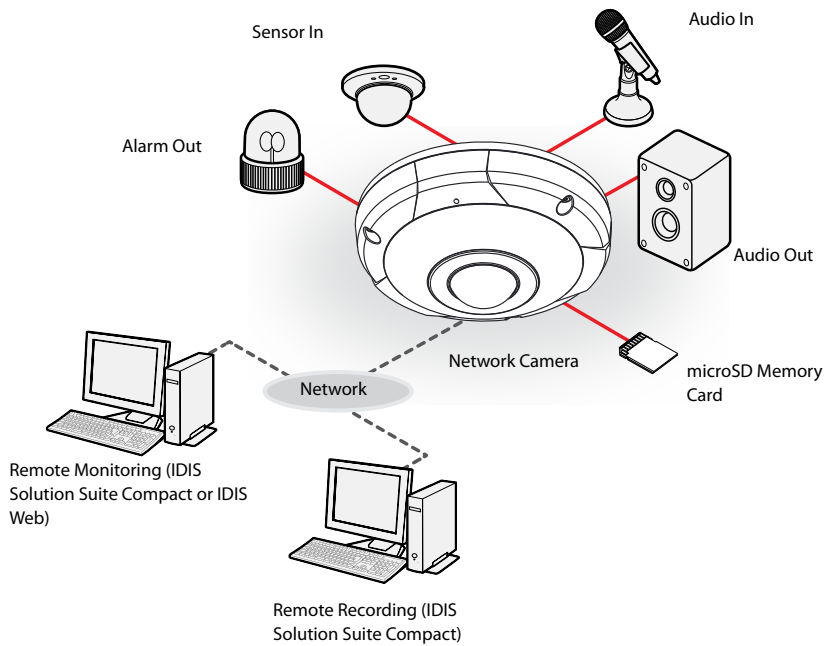 Audio In
Sensor In
Alarm Out
Audio Out
Network Camera
microSD Memory
Card
Network
Remote Monitoring (IDIS
Solution Suite Compact or IDIS
Web)
Remote Recording (IDIS
Solution Suite Compact)